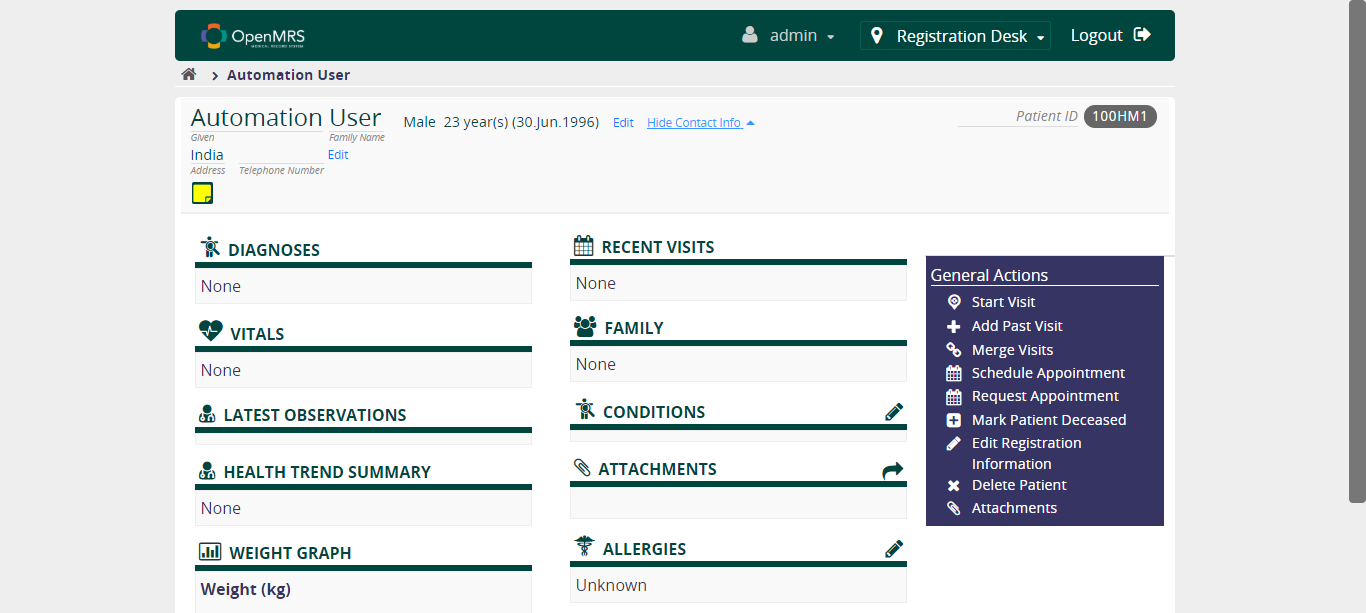 OpenMRS
MEDICAL RECORD SYSTEM
admin
Registration Desk
Logout
Automation User
Automation User
Given
Family Name
Male 23 year(s) (30.Jun.1996) Edit Hide Contact Info
Patient ID 100HM1
India
Edit
Address
Telephone Number
DIAGNOSES
None
VITALS
None
LATEST OBSERVATIONS
HEALTH TREND SUMMARY
None
WEIGHT GRAPH
Weight (kg)
RECENT VISITS
None
FAMILY
None
CONDITIONS
ATTACHMENTS
ALLERGIES
Unknown
General Actions
Start Visit
Add Past Visit
Merge Visits
Schedule Appointment
Request Appointment
Mark Patient Deceased
Edit Registration
Information
Delete Patient
Attachments